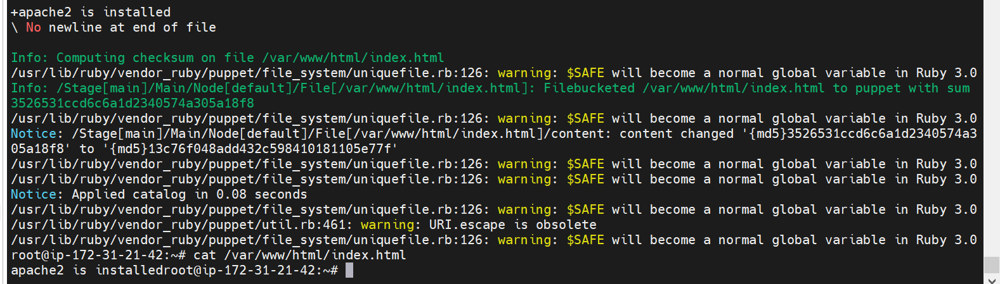 +apache2 is installed
\ No newline at end of file
Info: Computing checksum on file /var/www/html/index.html
/usr/lib/ruby/vendor_ruby/puppet/file_system/uniquefile.rb:126: warning: $SAFE will become a normal global variable in Ruby 3.0
Info: /Stage[main]/Main/Node[default]/File[/var/www/html/index.html]: Filebucketed /var/www/html/index.html to puppet with sum
3526531ccd6c6a1d2340574a305a18f8
/usr/lib/ruby/vendor_ruby/puppet/file_system/uniquefile.rb:126: warning: $SAFE will become a normal global variable in Ruby 3.0
Notice: /Stage[main]/Main/Node[default]/File[/var/www/html/index.html]/content: content changed '{md5}3526531ccd6c6a1d2340574a3
05a18f8' to '{md5}13c76f048add432c598410181105e77f'
/usr/lib/ruby/vendor_ruby/puppet/file_system/uniquefile.rb:126: warning: $SAFE will become a normal global variable in Ruby 3.0
/usr/lib/ruby/vendor_ruby/puppet/file_system/uniquefile.rb:126: warning: $SAFE will become a normal global variable in Ruby 3.0
Notice: Applied catalog in 0.08 seconds
/usr/lib/ruby/vendor_ruby/puppet/file_system/uniquefile.rb:126: warning: $SAFE will become a normal global variable in Ruby 3.0
/usr/lib/ruby/vendor_ruby/puppet/util.rb:461: warning: URI.escape is obsolete
/usr/lib/ruby/vendor_ruby/puppet/file_system/uniquefile.rb:126: warning: $SAFE will become a normal global variable in Ruby 3.0
root@ip-172-31-21-42:~# cat /var/www/html/index.html
apache2 is installedroot@ip-172-31-21-42:~#